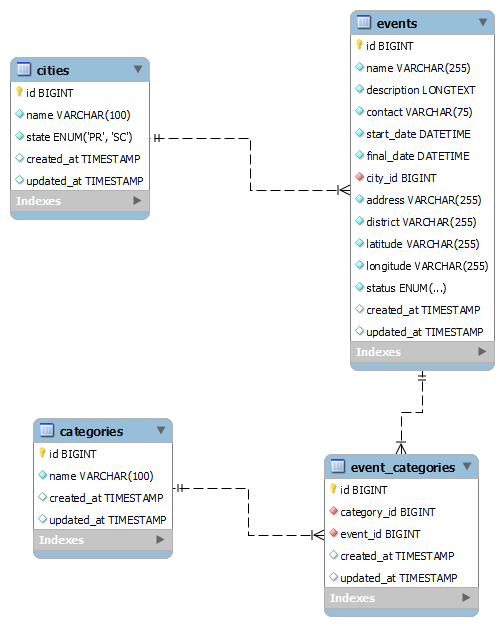 cities
id BIGINT
name VARCHAR(100)
state ENUM('PR', 'SC')
created_at TIMESTAMP
updated_at TIMESTAMP
Indexes
events
id BIGINT
name VARCHAR(255)
description LONGTEXT
contact VARCHAR(75)
start_date DATETIME
final_date DATETIME
city_id BIGINT
address VARCHAR(255)
district VARCHAR(255)
latitude VARCHAR(255)
longitude VARCHAR(255)
status ENUM(...)
created_at TIMESTAMP
updated_at TIMESTAMP
Indexes
categories
id BIGINT
name VARCHAR(100)
created_at TIMESTAMP
updated_at TIMESTAMP
Indexes
event_categories
id BIGINT
category_id BIGINT
event_id BIGINT
created_at TIMESTAMP
updated_at TIMESTAMP
Indexes